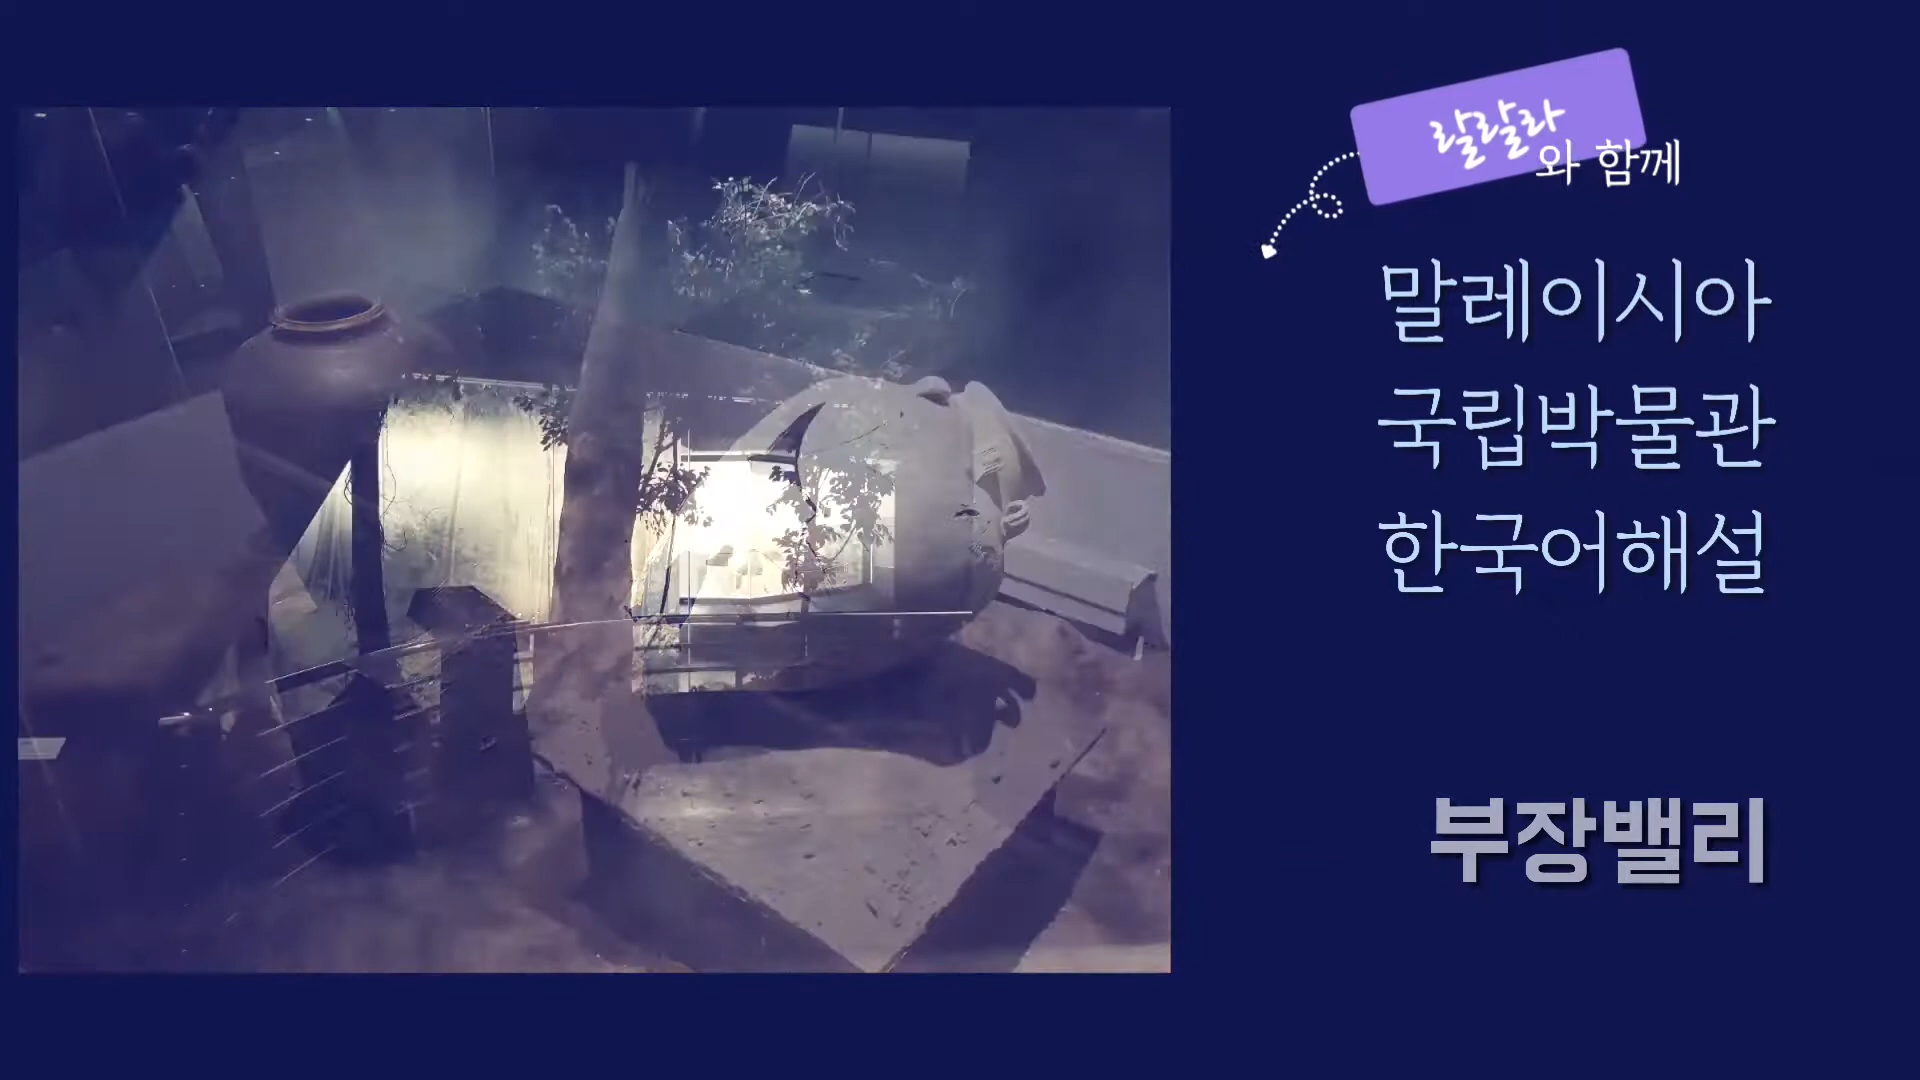 랄랄라와 함께
말레이시아
국립박물관
한국어해설
부장밸리